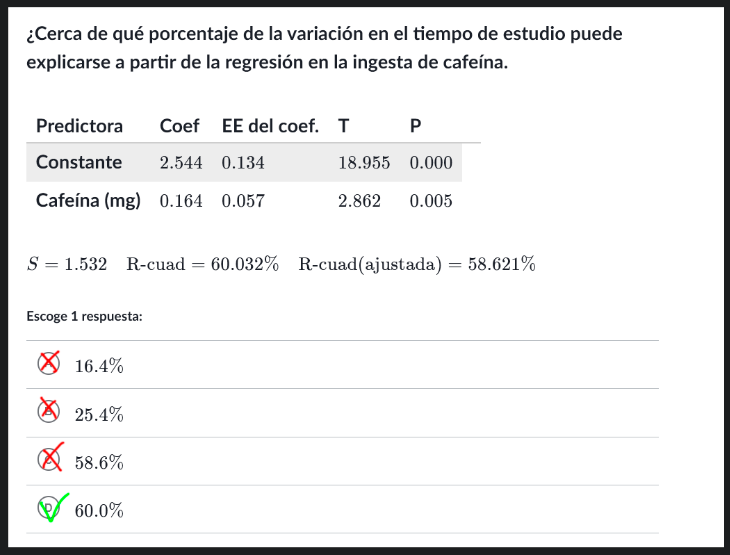 ¿Cerca de qué porcentaje de la variación en el tiempo de estudio puede
explicarse a partir de la regresión en la ingesta de cafeína.
Predictora Coef EE del coef. T P
Constante 2.544 0.134 18.955 0.000
Cafeína (mg) 0.164 0.057 2.862 0.005
S = 1.532 R-cuad = 60.032% R-cuad(ajustada) = 58.621%
Escoge 1 respuesta:
A 16.4%
B 25.4%
C 58.6%
D 60.0%